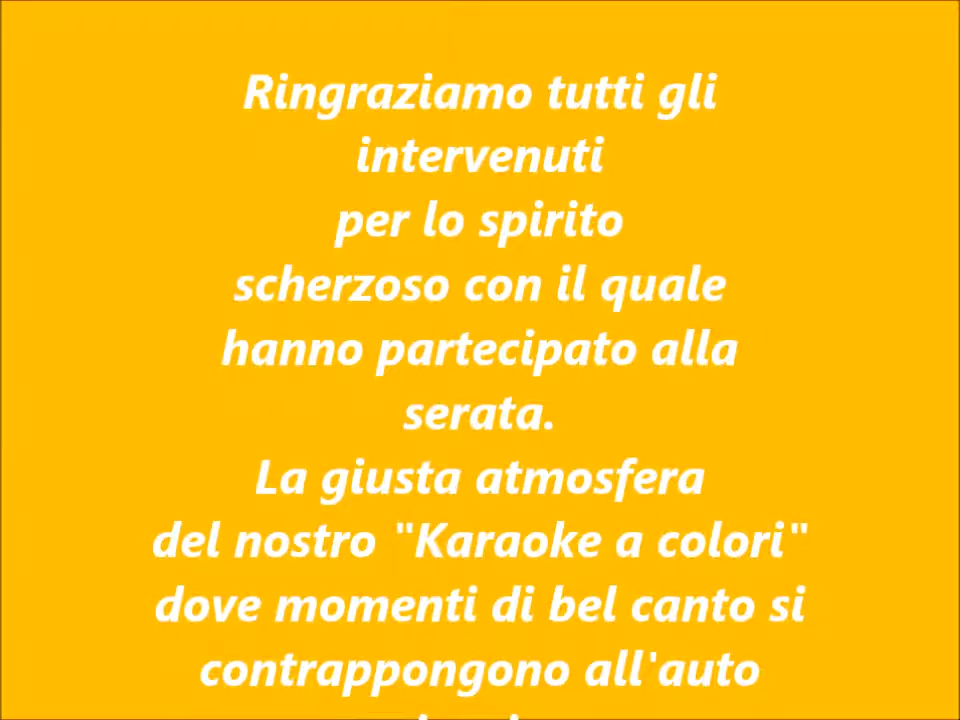 Ringraziamo tutti gli
intervenuti
per lo spirito
scherzoso con il quale
hanno partecipato alla
serata.
La giusta atmosfera
del nostro "Karaoke a colori"
dove momenti di bel canto si
contrappongono all'auto